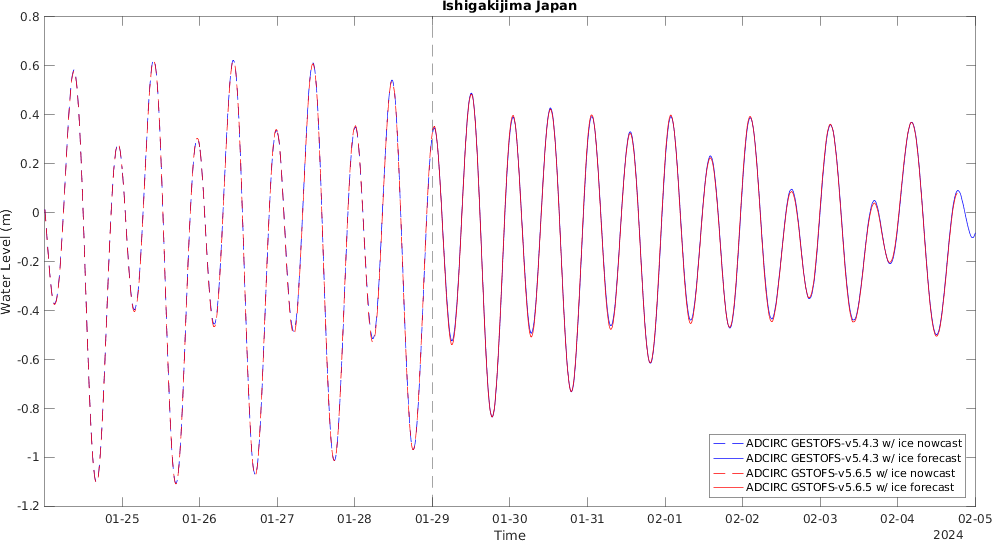 Ishigakijima Japan
0.8
0.6
0.4
0.2
0
-0.2
-0.4
-0.6
-0.8
-1
-1.2
Water Level (m)
01-25 01-26 01-27 01-28 01-29 01-30 01-31 02-01 02-02 02-03 02-04 02-05
Time
2024
ADCIRC GESTOFS-v5.4.3 w/ ice nowcast
ADCIRC GESTOFS-v5.4.3 w/ ice forecast
ADCIRC GSTOFS-v5.6.5 w/ ice nowcast
ADCIRC GSTOFS-v5.6.5 w/ ice forecast